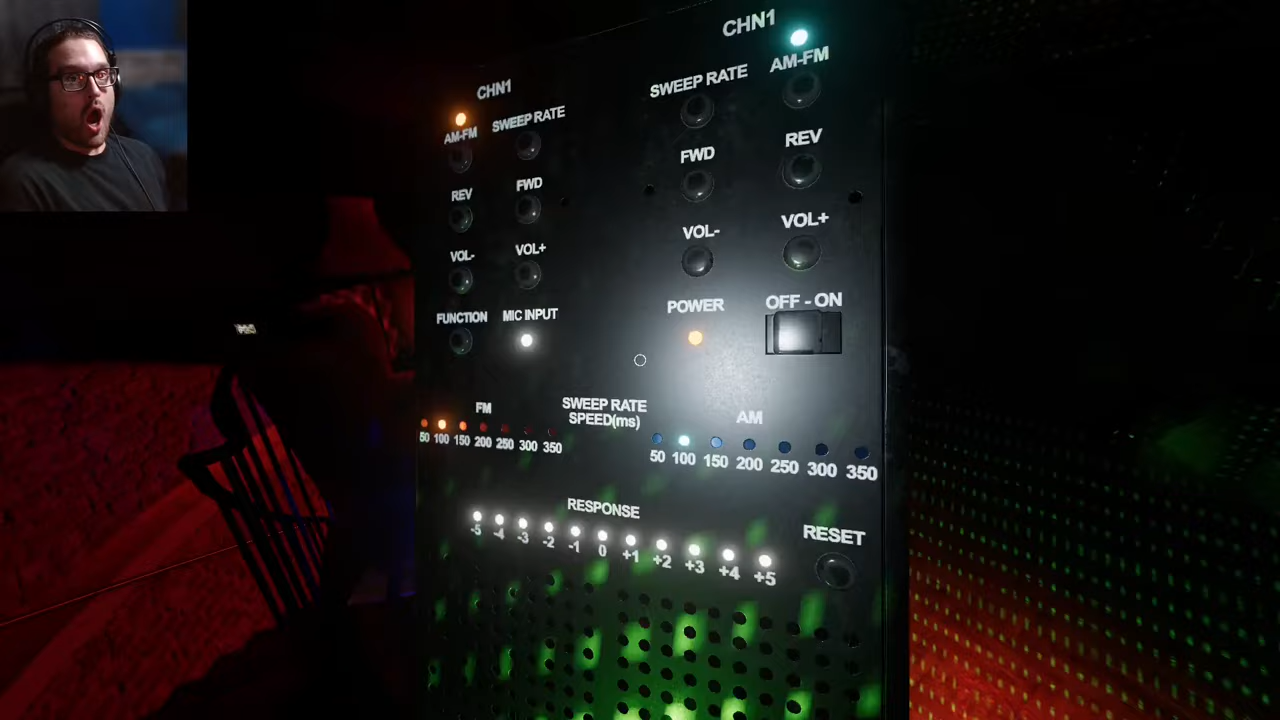 CHN1
CHN1
AM-FM
SWEEP RATE
SWEEP RATE
AM-FM
REV
FWD
FWD
REV
VOL-
VOL+
VOL-
VOL+
FUNCTION
MIC INPUT
POWER
OFF - ON
FM
SWEEP RATE
SPEED(ms)
AM
50 100 150 200 250 300 350
50 100 150 200 250 300 350
RESPONSE
-5 -4 -3 -2 -1 0 +1 +2 +3 +4 +5
RESET